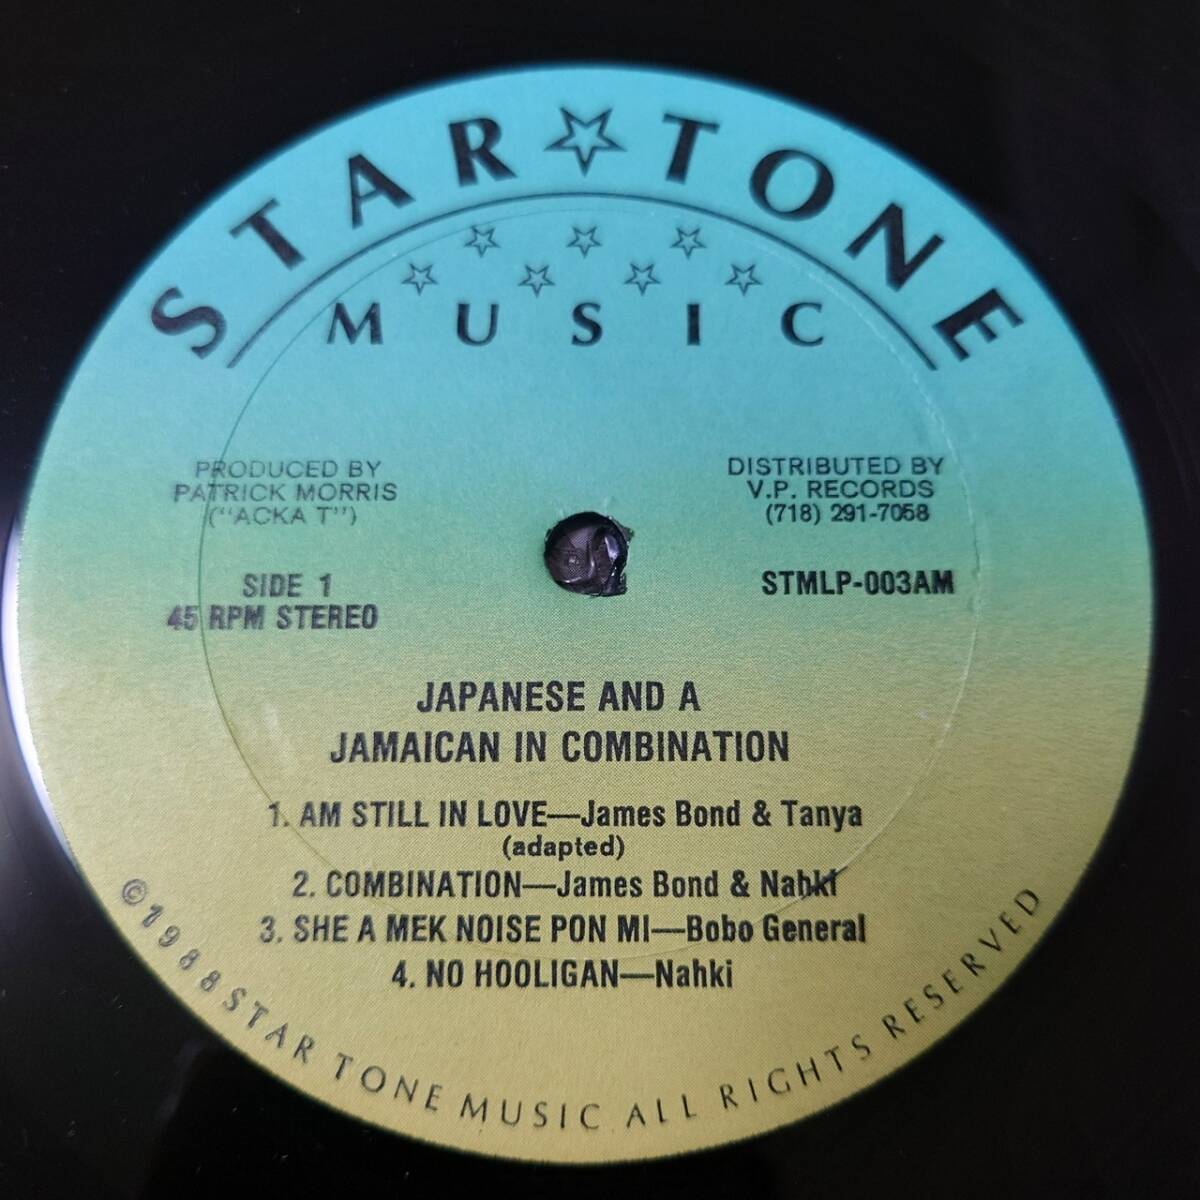 STAR TONE
MUSIC
PRODUCED BY
PATRICK MORRIS
("ACKA T")
DISTRIBUTED BY
V.P. RECORDS
(718) 291-7058
SIDE 1
45 RPM STEREO
STMLP-003AM
JAPANESE AND A
JAMAICAN IN COMBINATION
1. AM STILL IN LOVE—James Bond & Tanya
(adapted)
2. COMBINATION—James Bond & Nahki
3. SHE A MEK NOISE PON MI—Bobo General
4. NO HOOLIGAN—Nahki
©1988 STAR TONE MUSIC ALL RIGHTS RESERVED